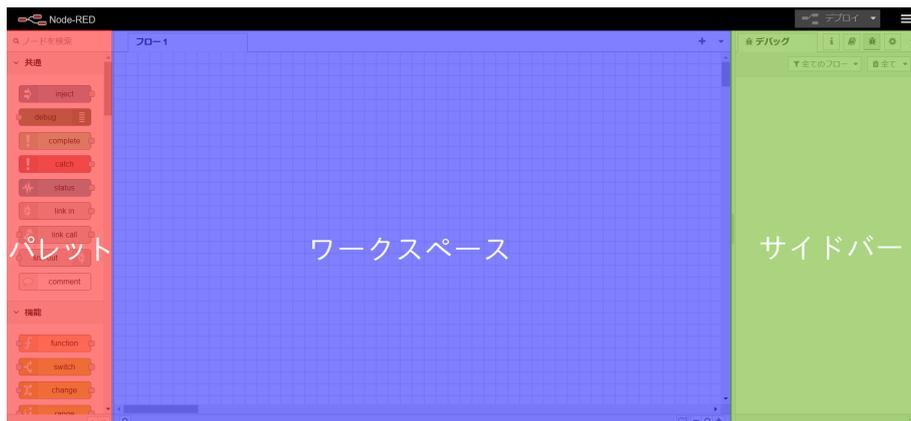 Node-RED
デプロイ
ノードを検索
フロー 1
デバッグ
i
共通
全てのフロー
全て
inject
debug
complete
catch
status
link in
link call
パレット
ワークスペース
サイドバー
link out
comment
機能
function
switch
change
range